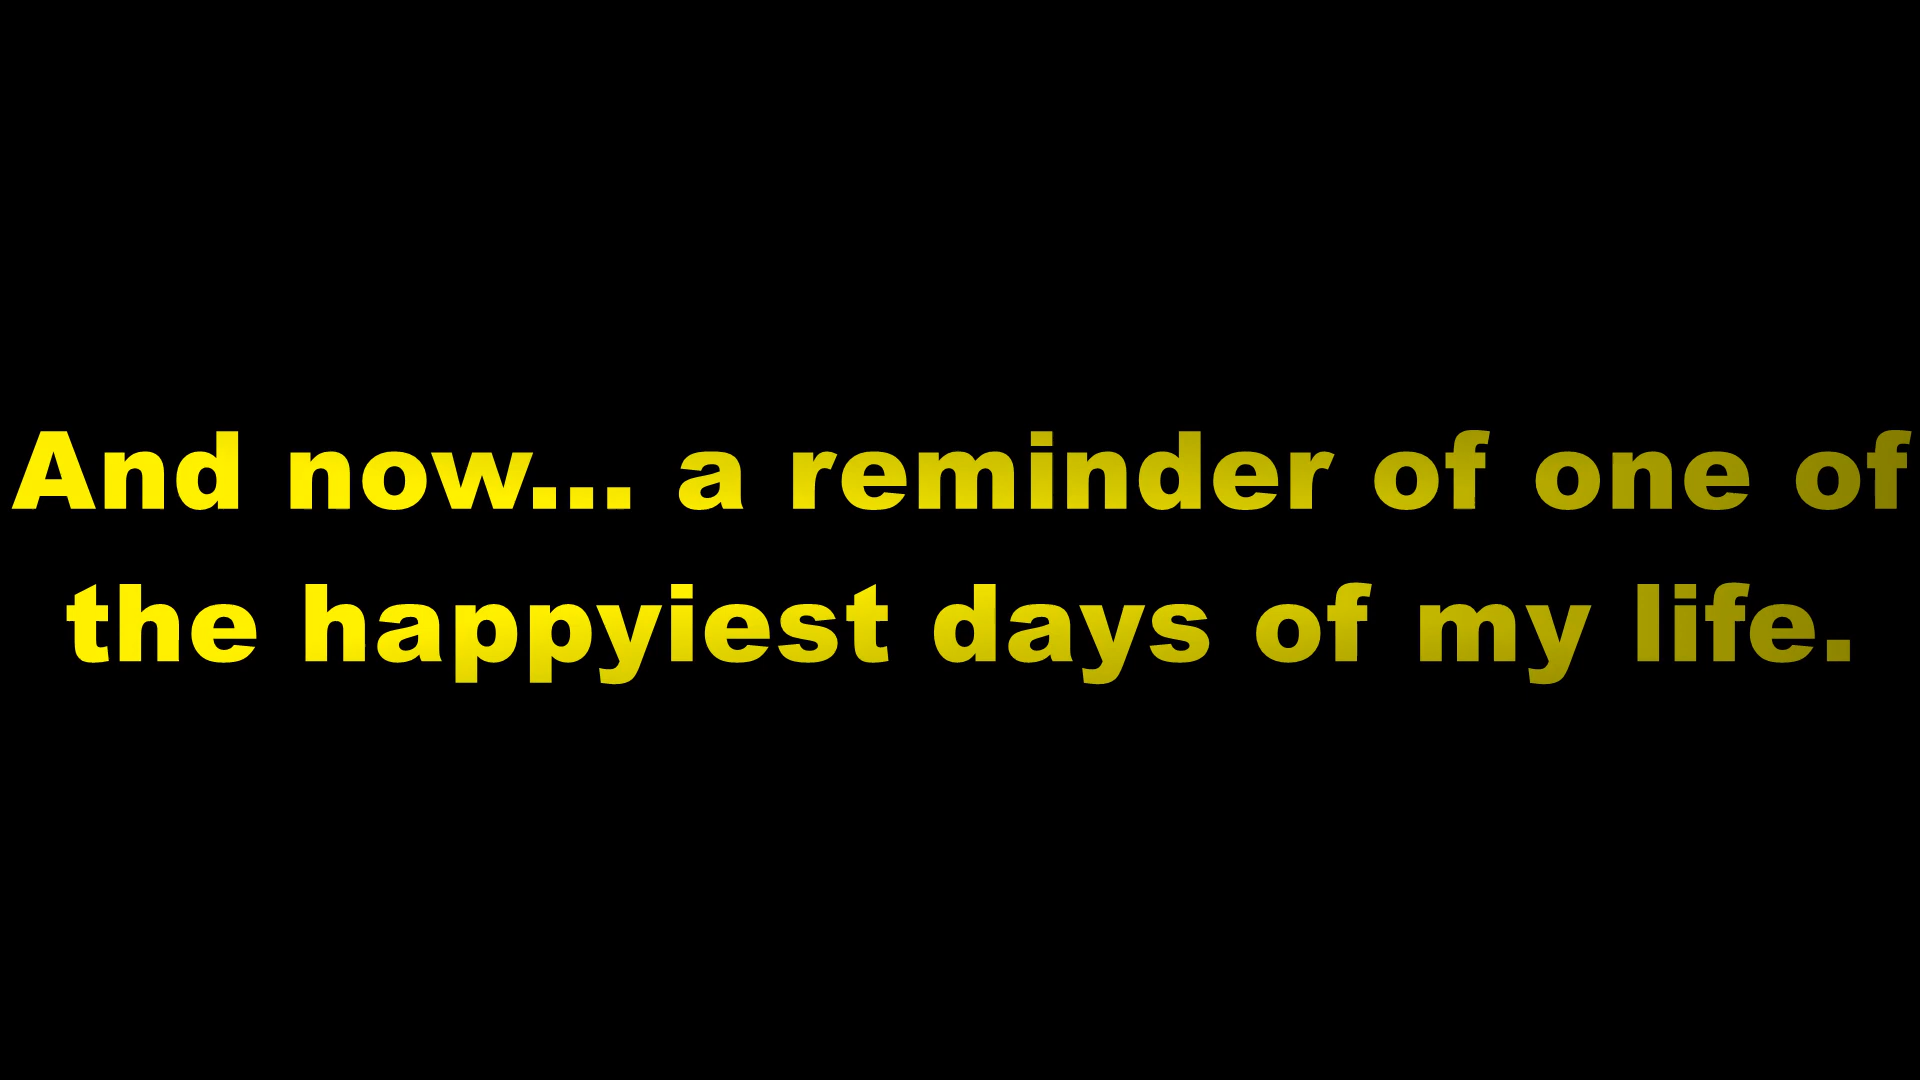 And now... a reminder of one of
the happyiest days of my life.